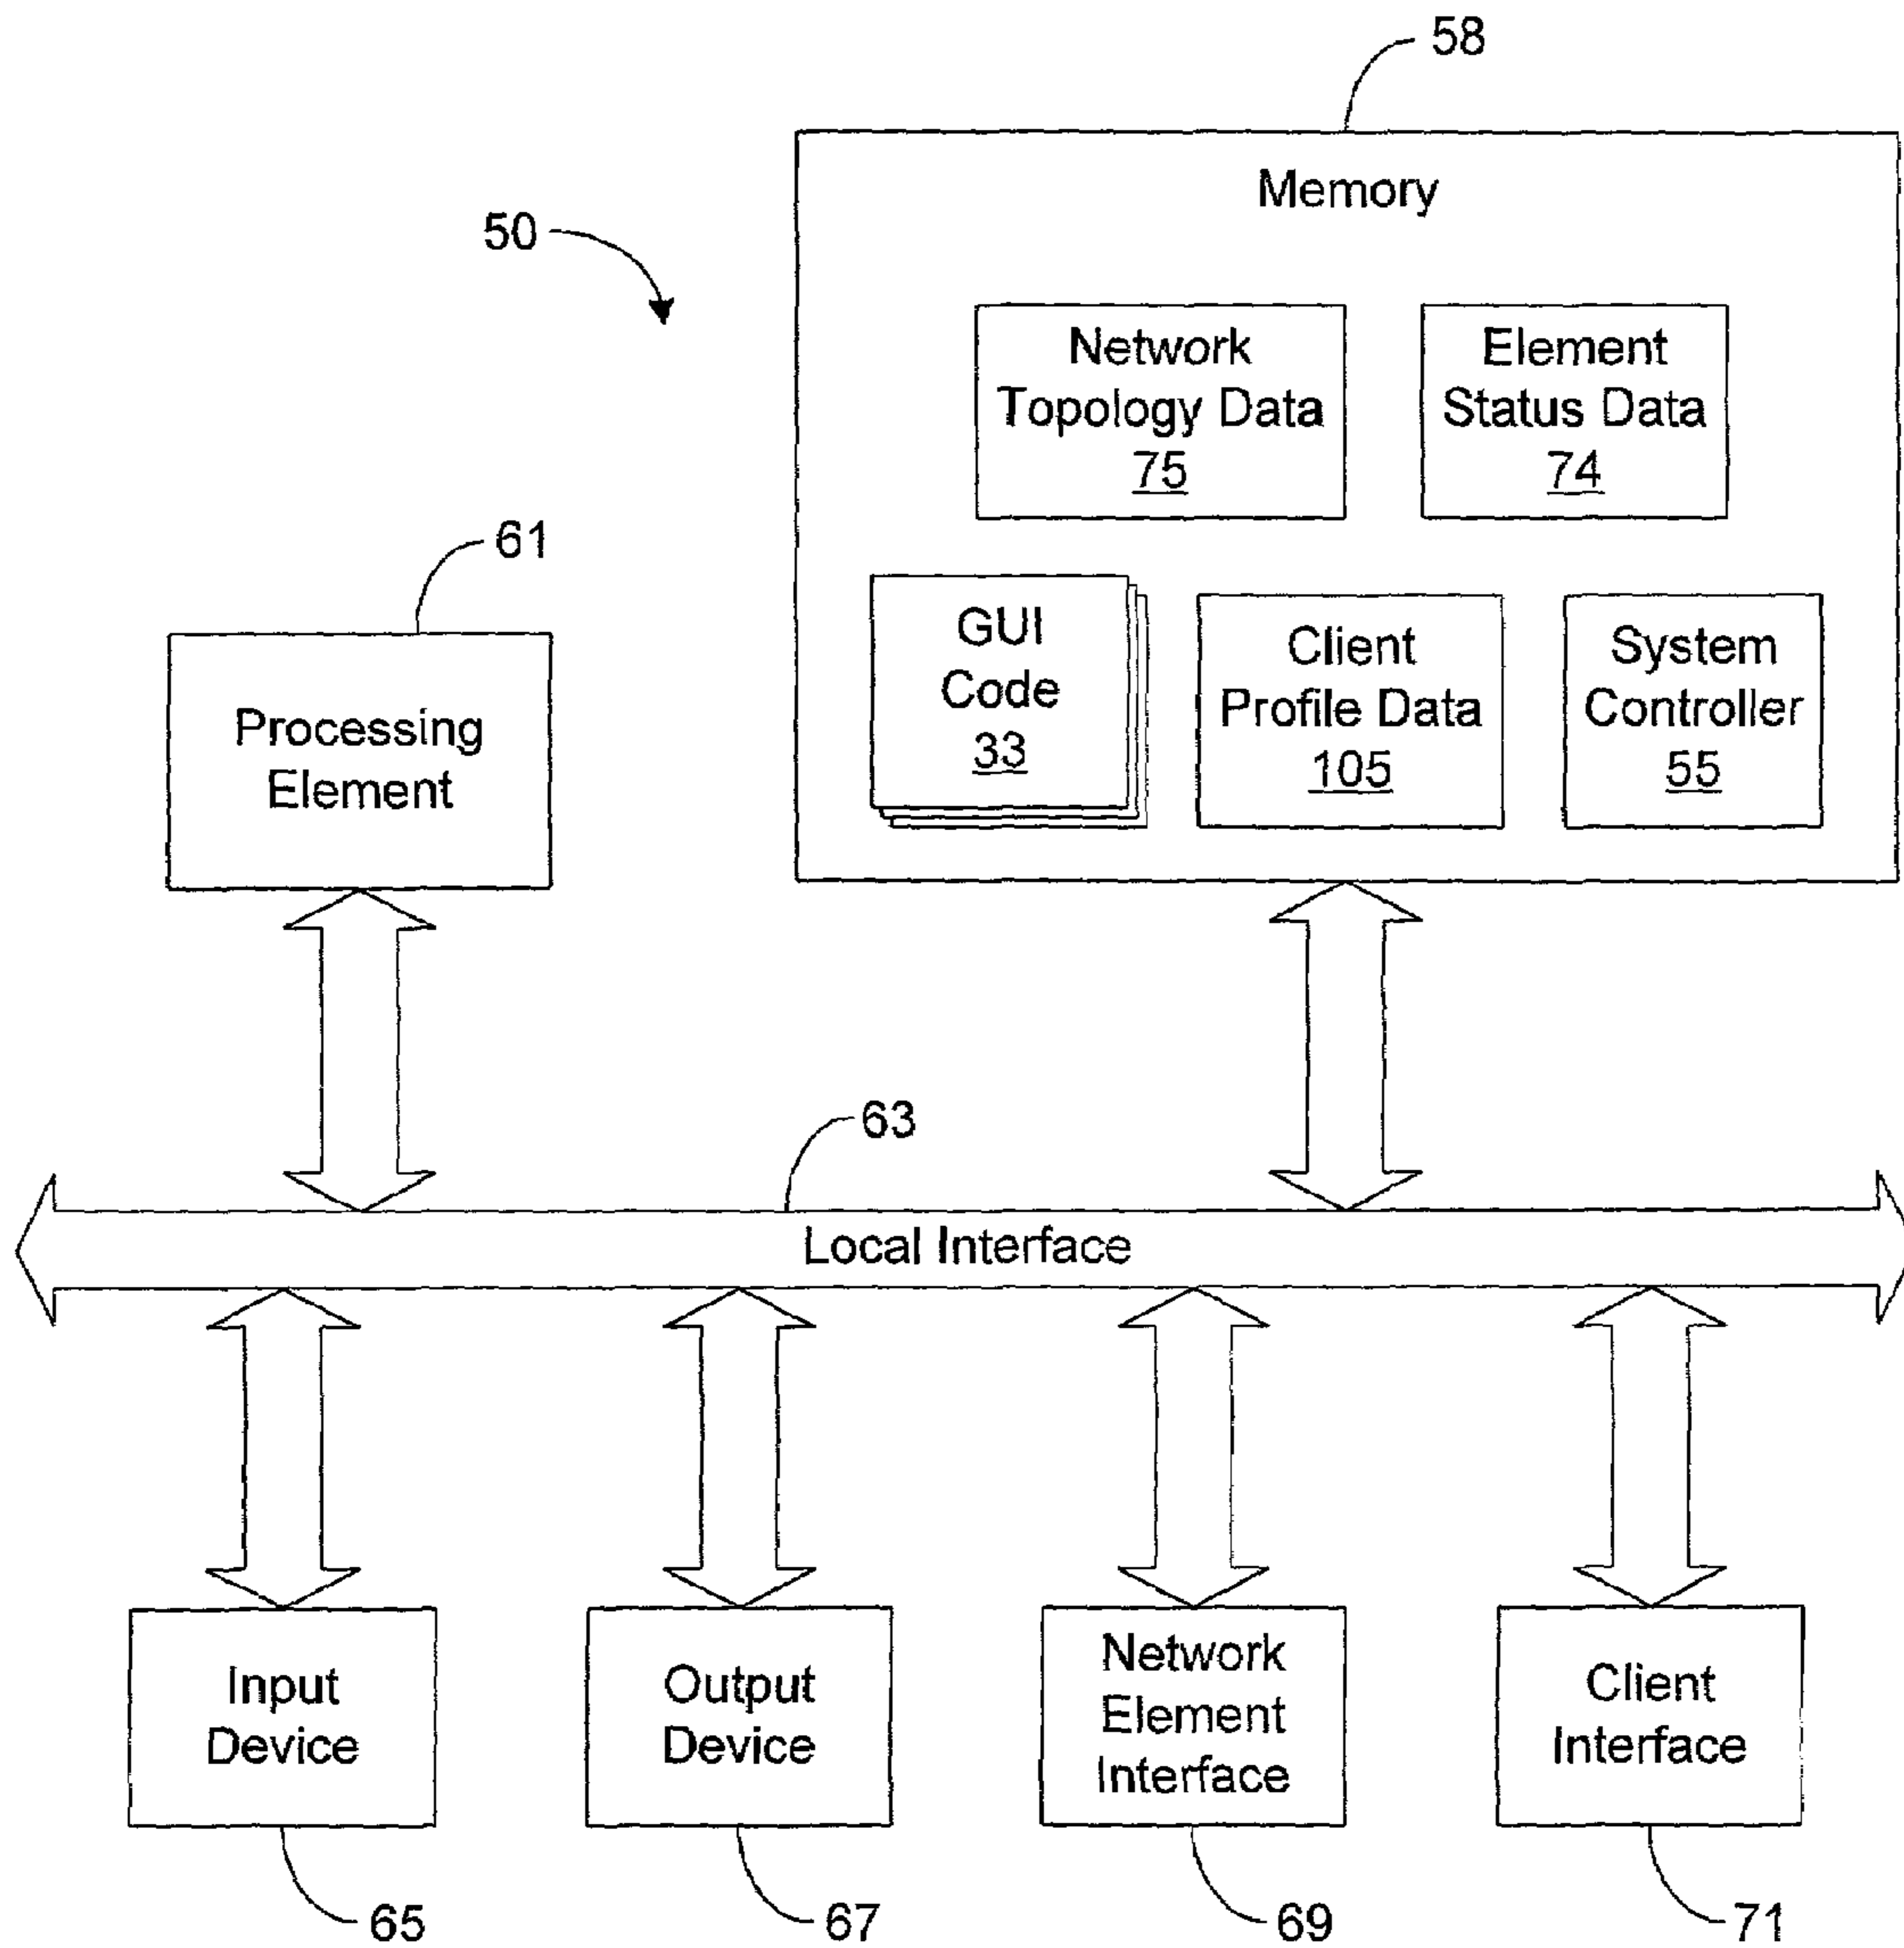 58
Memory
50
Network
Topology Data
75
Element
Status Data
74
61
GUI
Code
33
Client
Profile Data
105
System
Controller
55
Processing
Element
63
Local Interface
Input
Device
Output
Device
Network
Element
Interface
Client
Interface
65
67
69
71